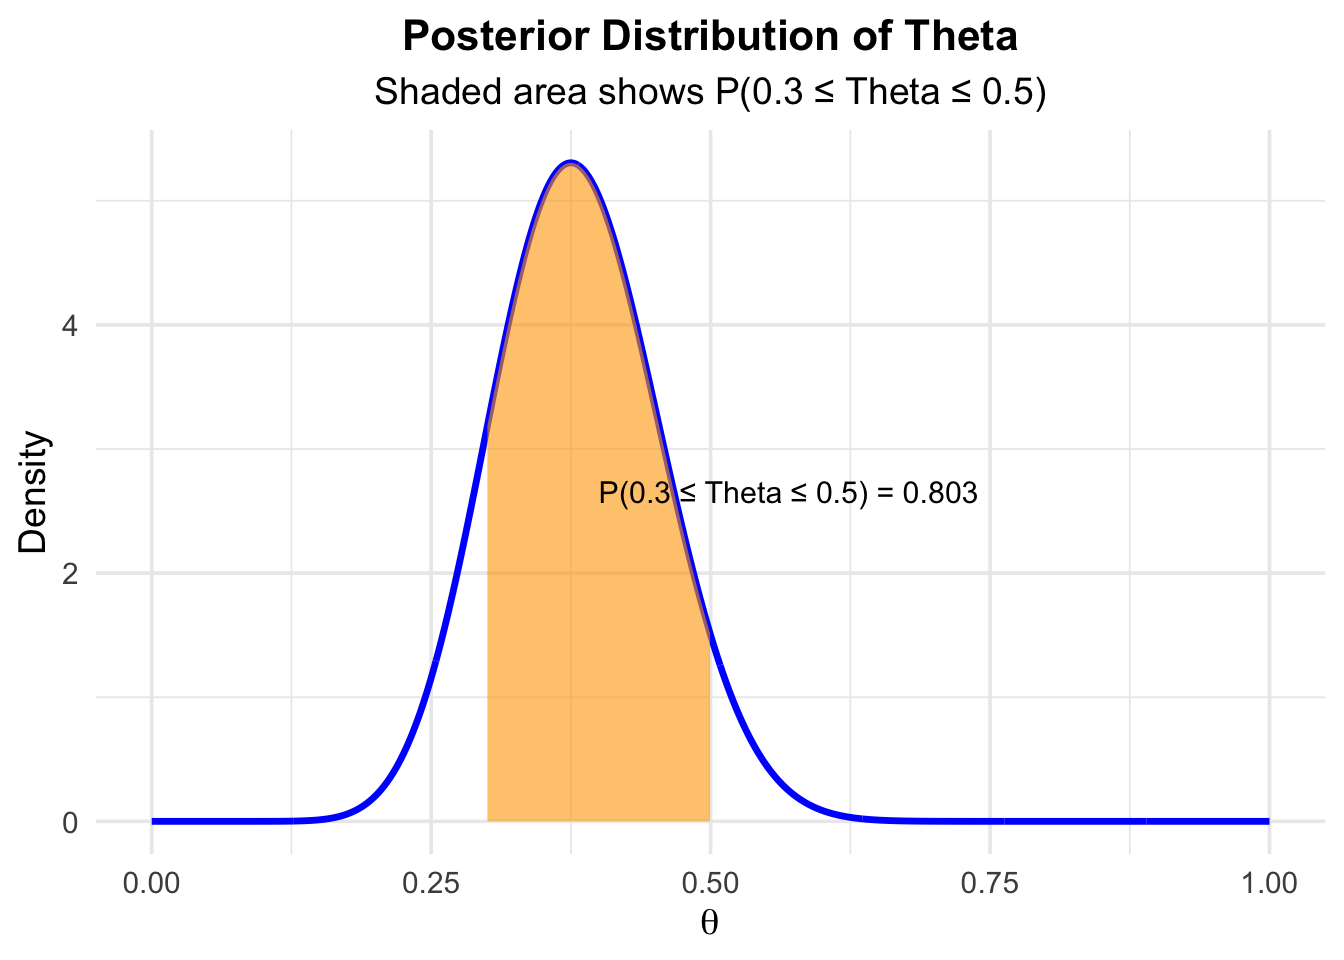 Posterior Distribution of Theta
Shaded area shows P(0.3 ≤ Theta ≤ 0.5)
Density
4
2
0
P(0.3 ≤ Theta ≤ 0.5) = 0.803
0.00 0.25 0.50 0.75 1.00
θ